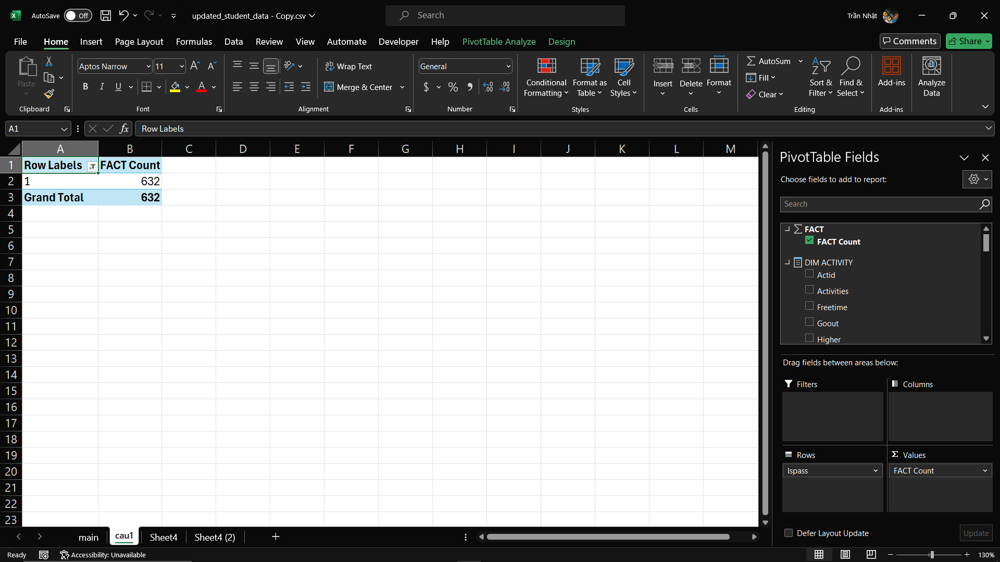 AutoSave Off updated_student_data - Copy.csv Search Trần Nhật
File Home Insert Page Layout Formulas Data Review View Automate Developer Help PivotTable Analyze Design Comments Share
Paste
Clipboard
Aptos Narrow 11
B I U A
Font
Wrap Text
Merge & Center
Alignment
General
$ % 9
Number
Conditional Formatting
Format as Table
Cell Styles
Styles
Insert Delete Format
Cells
AutoSum
Fill
Clear
Sort & Filter
Find & Select
Editing
Add-ins
Add-ins
Analyze Data
A1 fx Row Labels
A B C D E F G H I J K L M
1 Row Labels FACT Count
2 1 632
3 Grand Total 632
4
5
6
7
8
9
10
11
12
13
14
15
16
17
18
19
20
21
22
23
PivotTable Fields
Choose fields to add to report:
Search
FACT
FACT Count
DIM ACTIVITY
Actid
Activities
Freetime
Goout
Higher
Drag fields between areas below:
Filters Columns
Rows Values
Ispass FACT Count
Defer Layout Update Update
main cau1 Sheet4 Sheet4 (2)
Ready Accessibility: Unavailable 130%